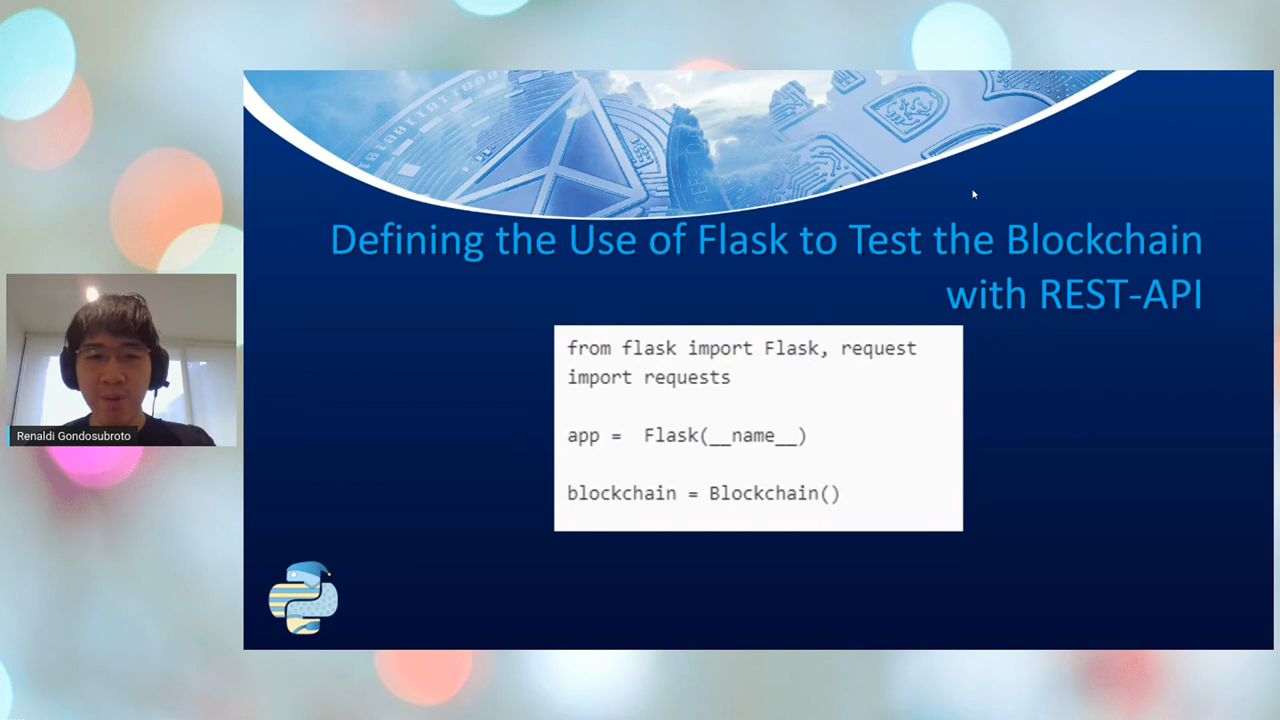 Defining the Use of Flask to Test the Blockchain
with REST-API
from flask import Flask, request
import requests
app =  Flask(__name__)
blockchain = Blockchain()
Renaldi Gondosubroto